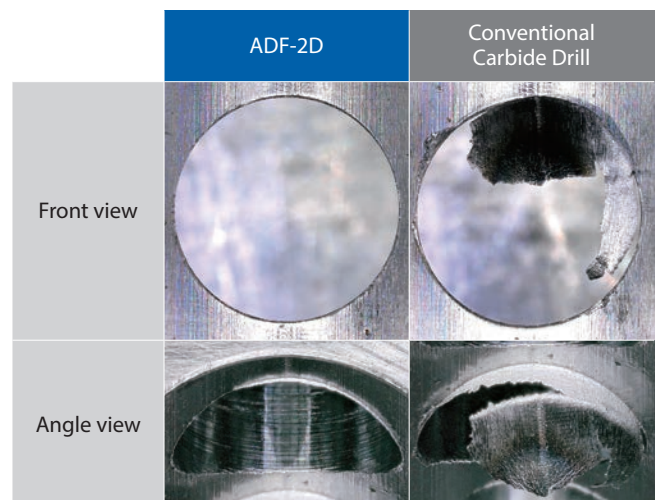 ADF-2D
Conventional
Carbide Drill
Front view
Angle view